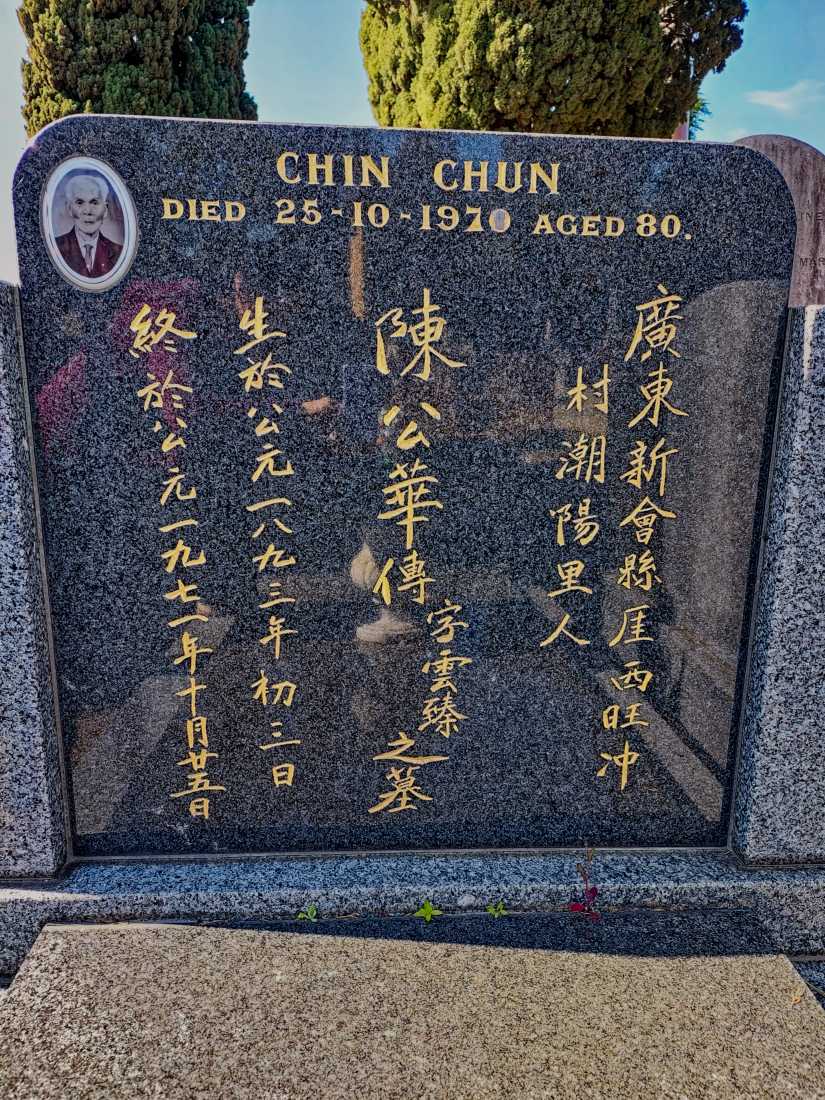 CHIN CHUN
DIED 25-10-1970 AGED 80.
廣東新會縣厓西旺冲
村潮陽里人
陳公華傳字雲臻之墓
生於公元一八九三年初三日
終於公元一九七一年十月廿五日